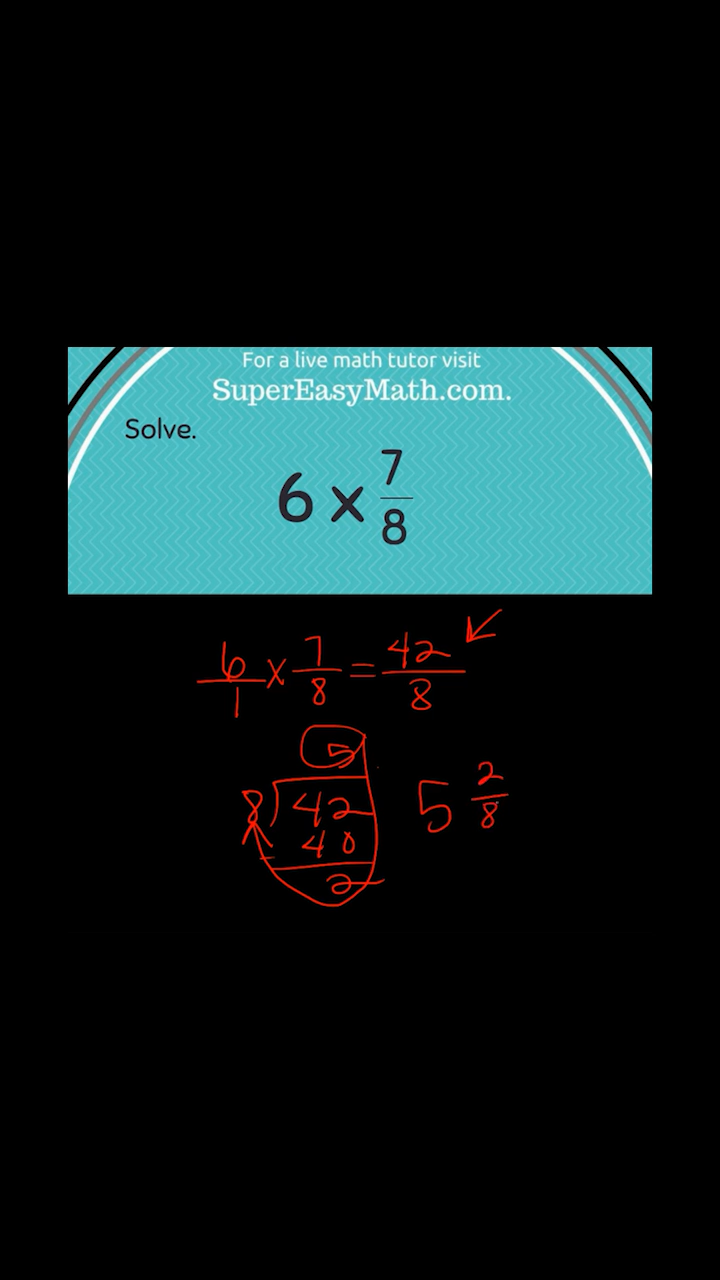 For a live math tutor visit
SuperEasyMath.com.
Solve.
6 x 7/8
6/1 x 7/8 = 42/8
5
8)42
- 40
2
5 2/8